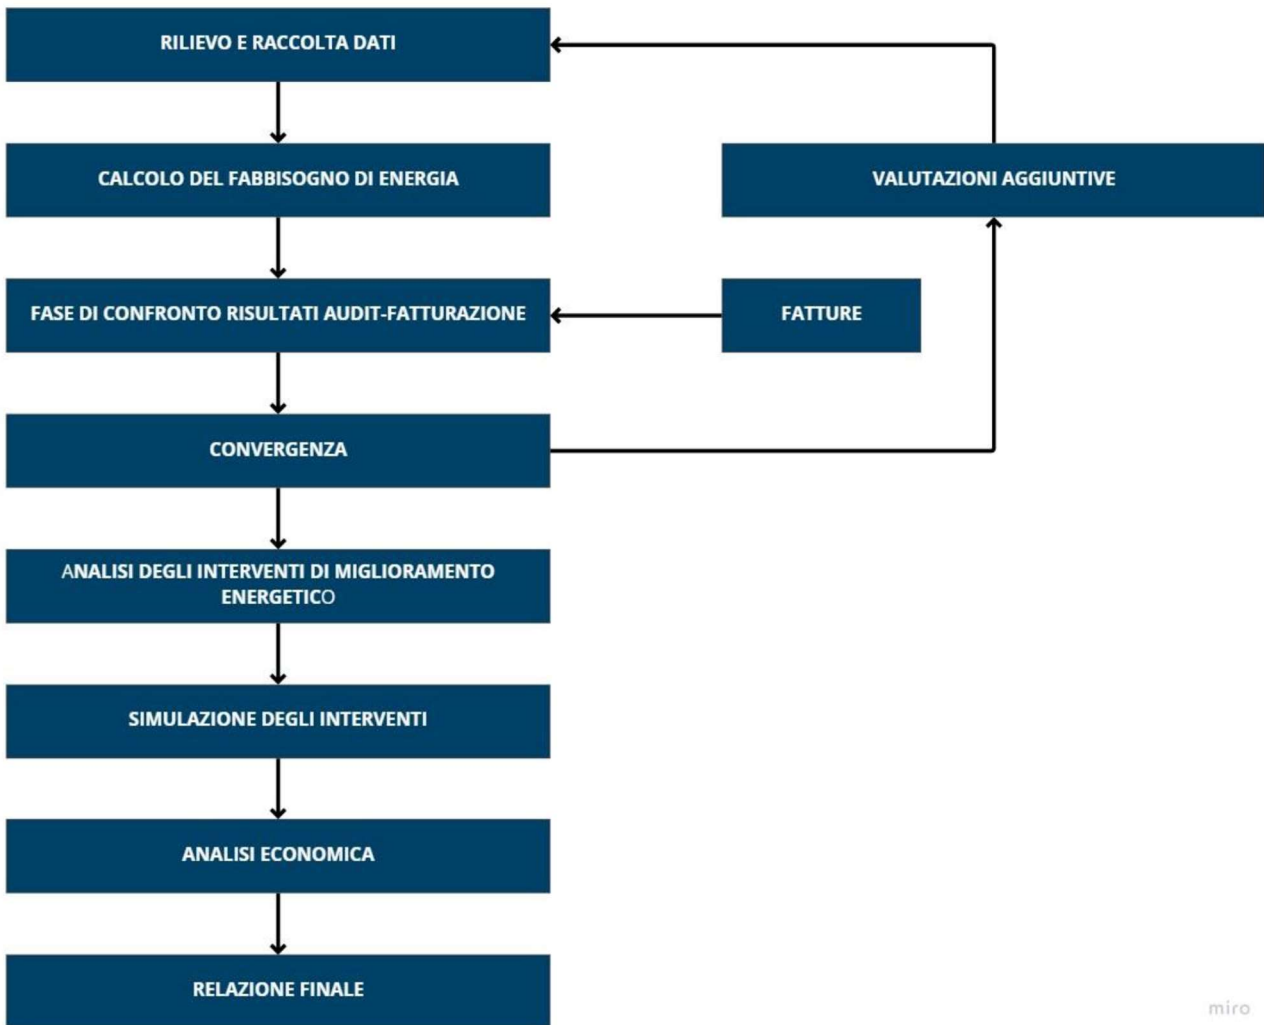 RILIEVO E RACCOLTA DATI
CALCOLO DEL FABBISOGNO DI ENERGIA
VALUTAZIONI AGGIUNTIVE
FASE DI CONFRONTO RISULTATI AUDIT-FATTURAZIONE
FATTURE
CONVERGENZA
ANALISI DEGLI INTERVENTI DI MIGLIORAMENTO
ENERGETICO
SIMULAZIONE DEGLI INTERVENTI
ANALISI ECONOMICA
RELAZIONE FINALE
miro